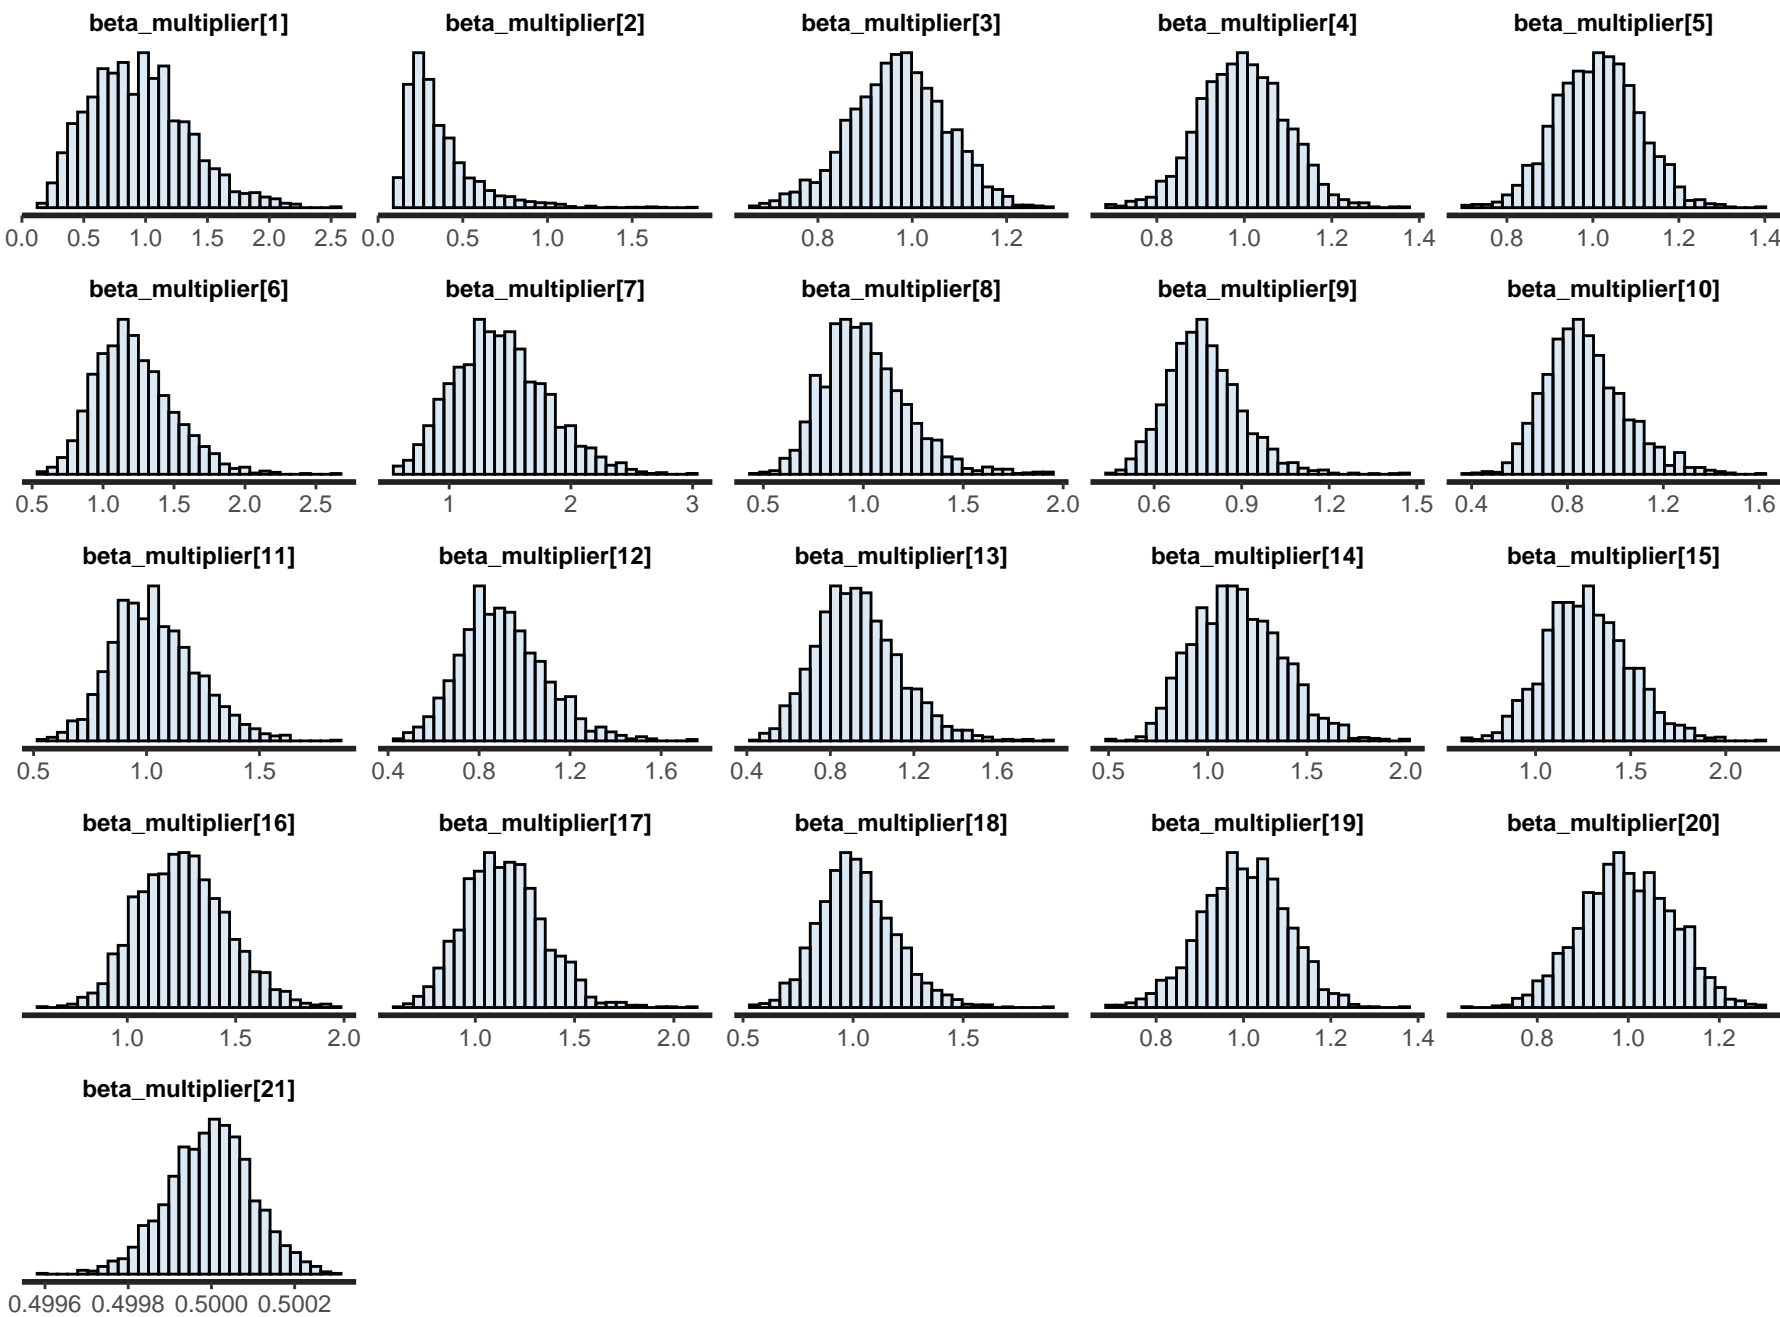 beta_multiplier[1] beta_multiplier[2] beta_multiplier[3] beta_multiplier[4] beta_multiplier[5]
0.0 0.5 1.0 1.5 2.0 2.5 0.0 0.5 1.0 1.5 0.8 1.0 1.2 0.8 1.0 1.2 1.4 0.8 1.0 1.2 1.4
beta_multiplier[6] beta_multiplier[7] beta_multiplier[8] beta_multiplier[9] beta_multiplier[10]
0.5 1.0 1.5 2.0 2.5 1 2 3 0.5 1.0 1.5 2.0 0.6 0.9 1.2 1.5 0.4 0.8 1.2 1.6
beta_multiplier[11] beta_multiplier[12] beta_multiplier[13] beta_multiplier[14] beta_multiplier[15]
0.5 1.0 1.5 0.4 0.8 1.2 1.6 0.4 0.8 1.2 1.6 0.5 1.0 1.5 2.0 1.0 1.5 2.0
beta_multiplier[16] beta_multiplier[17] beta_multiplier[18] beta_multiplier[19] beta_multiplier[20]
1.0 1.5 2.0 1.0 1.5 2.0 0.5 1.0 1.5 0.8 1.0 1.2 1.4 0.8 1.0 1.2
beta_multiplier[21]
0.4996 0.4998 0.5000 0.5002